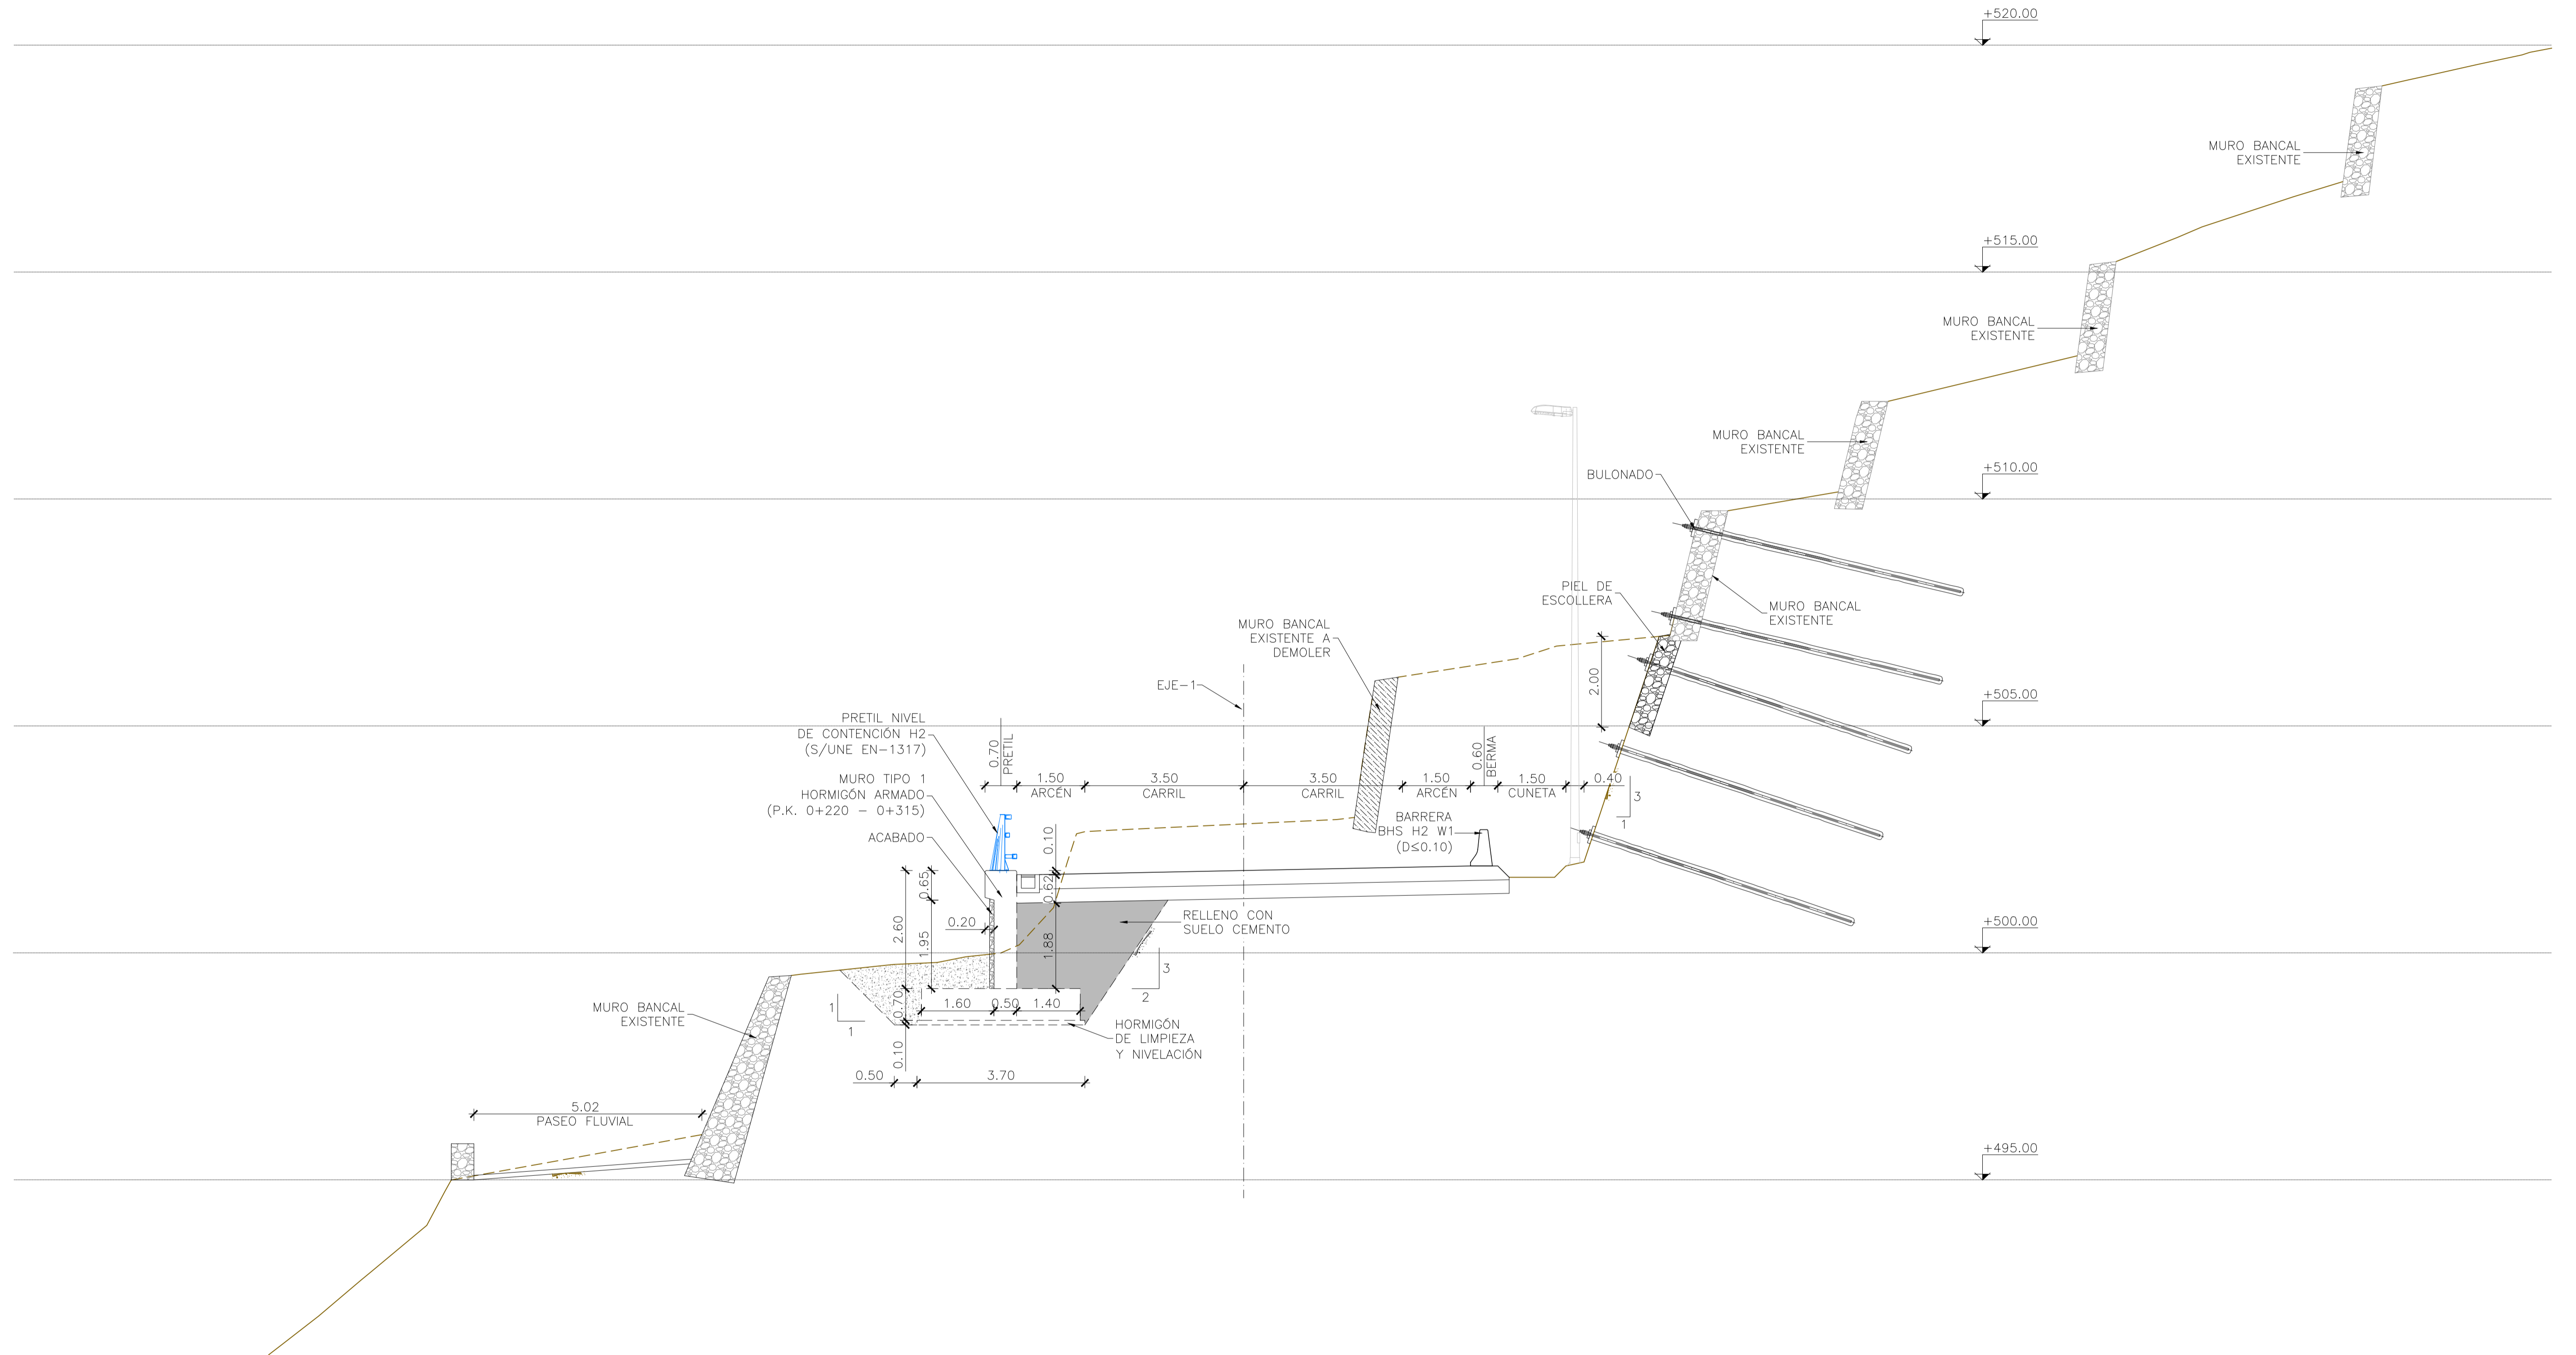 +520.00
MURO BANCAL
EXISTENTE
+515.00
MURO BANCAL
EXISTENTE
MURO BANCAL
EXISTENTE
+510.00
BULONADO
PIEL DE
ESCOLLERA
MURO BANCAL
EXISTENTE
MURO BANCAL
EXISTENTE A
DEMOLER
2.00
EJE-1
+505.00
PRETIL NIVEL
DE CONTENCIÓN H2
(S/UNE EN-1317)
0.70
PRETIL
0.60
BERMA
MURO TIPO 1
HORMIGÓN ARMADO
(P.K. 0+220 - 0+315)
1.50
ARCÉN
3.50
CARRIL
3.50
CARRIL
1.50
ARCÉN
1.50
CUNETA
0.40
3
1
BARRERA
BHS H2 W1
(D≤0.10)
ACABADO
0.10
0.62
0.65
2.60
1.95
0.20
1.88
RELLENO CON
SUELO CEMENTO
+500.00
3
2
1
1
0.70
1.60
0.50
1.40
MURO BANCAL
EXISTENTE
HORMIGÓN
DE LIMPIEZA
Y NIVELACIÓN
0.10
0.50
3.70
5.02
PASEO FLUVIAL
+495.00